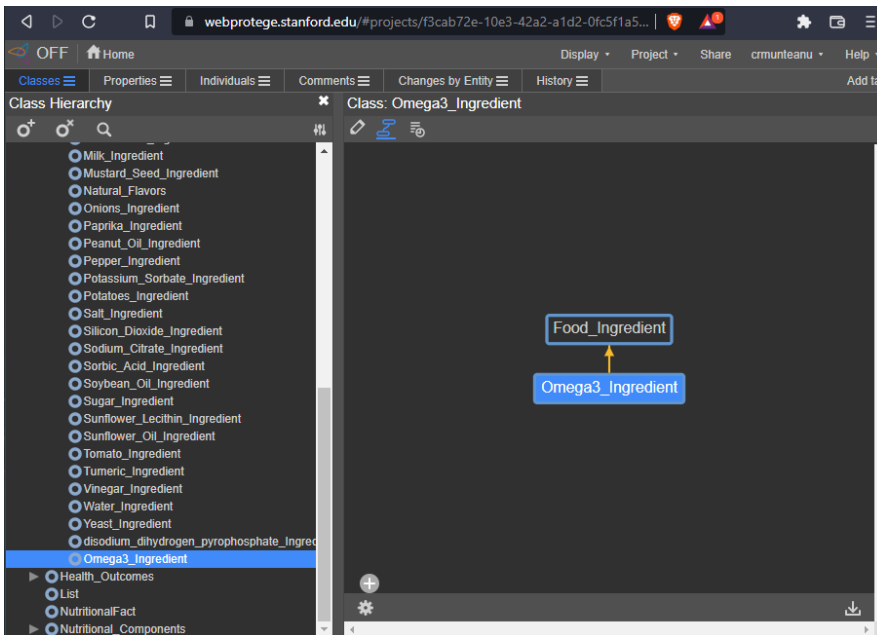 webprotege.stanford.edu/#projects/f3cab72e-10e3-42a2-a1d2-0fc5f1a5...
OFF Home Display Project Share crmunteanu Help
Classes Properties Individuals Comments Changes by Entity History Add
Class Hierarchy
Class: Omega3_Ingredient
Milk_Ingredient
Mustard_Seed_Ingredient
Natural_Flavors
Onions_Ingredient
Paprika_Ingredient
Peanut_Oil_Ingredient
Pepper_Ingredient
Potassium_Sorbate_Ingredient
Potatoes_Ingredient
Salt_Ingredient
Silicon_Dioxide_Ingredient
Sodium_Citrate_Ingredient
Sorbic_Acid_Ingredient
Soybean_Oil_Ingredient
Sugar_Ingredient
Sunflower_Lecithin_Ingredient
Sunflower_Oil_Ingredient
Tomato_Ingredient
Tumeric_Ingredient
Vinegar_Ingredient
Water_Ingredient
Yeast_Ingredient
disodium_dihydrogen_pyrophosphate_Ingred
Omega3_Ingredient
Health_Outcomes
List
NutritionalFact
Nutritional_Components
Food_Ingredient
Omega3_Ingredient